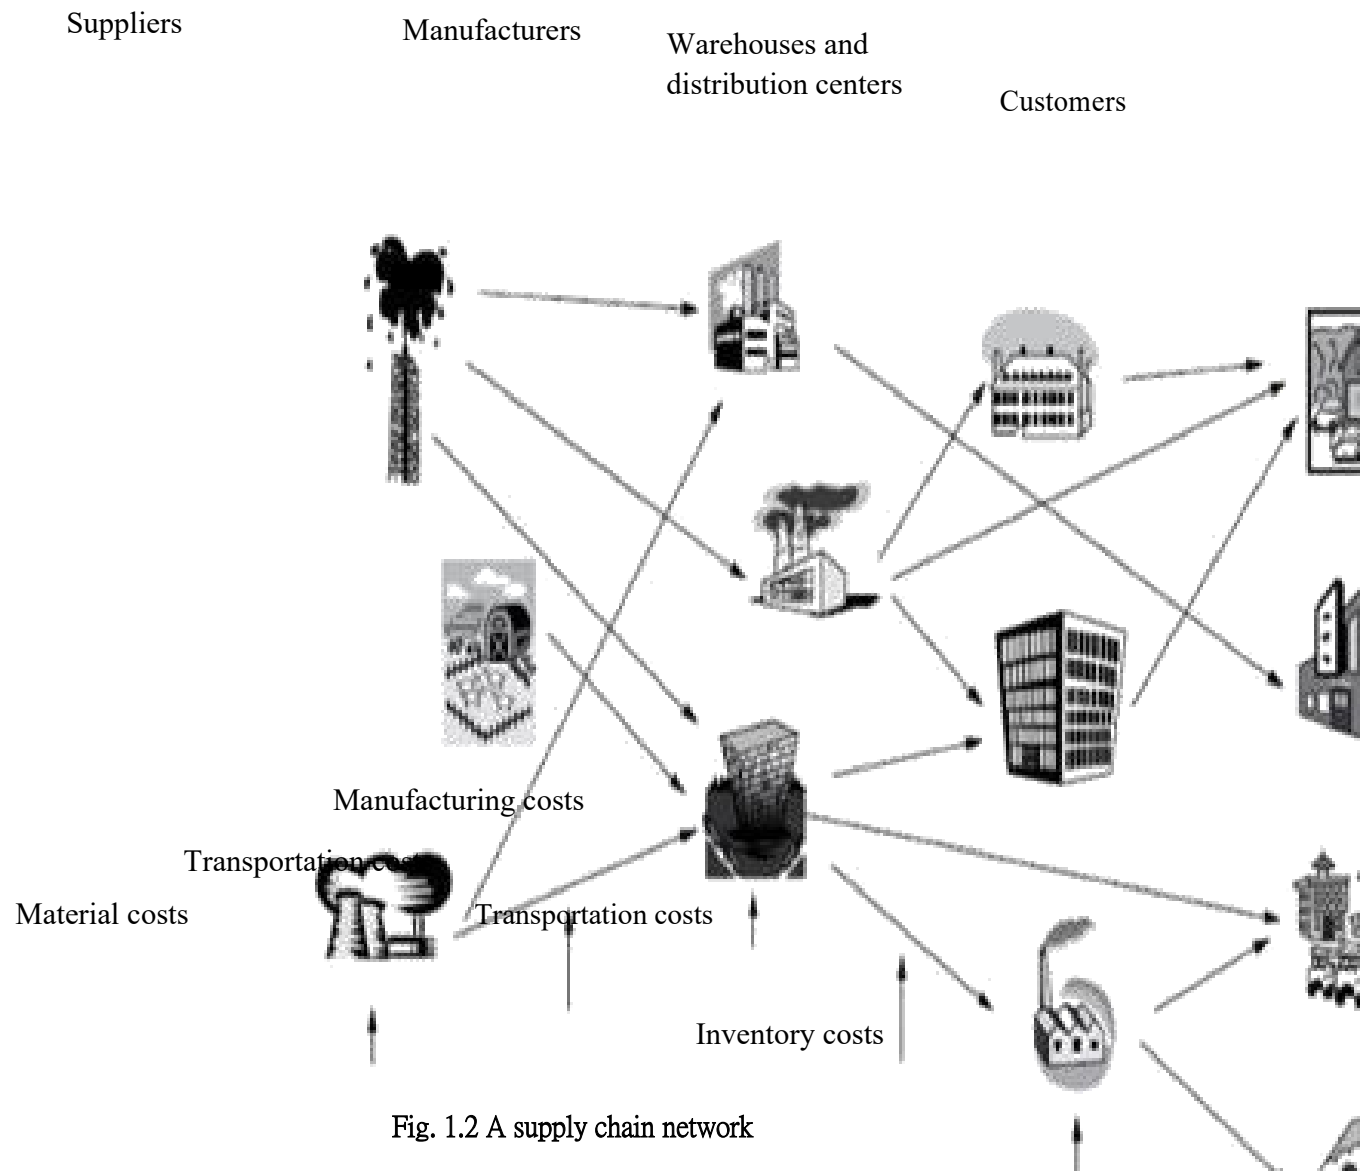 Suppliers
Manufacturers
Warehouses and
distribution centers
Customers
Manufacturing costs
Transportation costs
Material costs
Transportation costs
Inventory costs
Fig. 1.2 A supply chain network